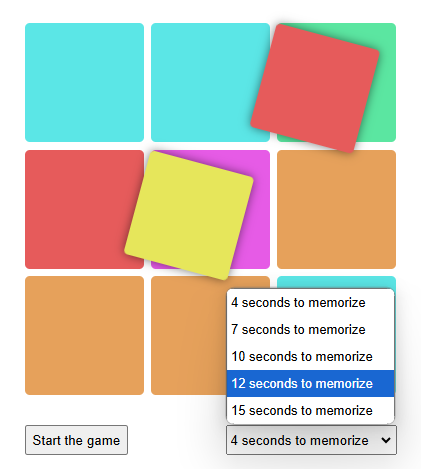 4 seconds to memorize
7 seconds to memorize
10 seconds to memorize
12 seconds to memorize
15 seconds to memorize
Start the game
4 seconds to memorize